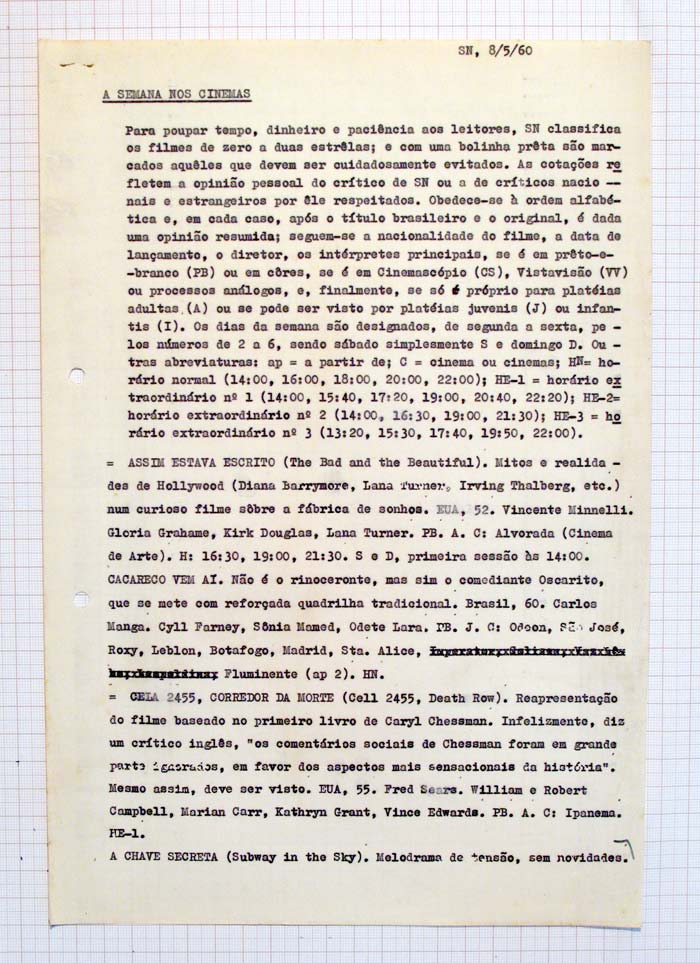 SN, 8/5/60
A SEMANA NOS CINEMAS
Para poupar tempo, dinheiro e paciência aos leitores, SN classifica
os filmes de zero a duas estrêlas; e com uma bolinha prêta são mar-
cados aquêles que devem ser cuidadosamente evitados. As cotações re
fletem a opinião pessoal do crítico de SN ou a de críticos nacio --
nais e estrangeiros por êle respeitados. Obedece-se à ordem alfabé-
tica e, em cada caso, após o título brasileiro e o original, é dada
uma opinião resumida; seguem-se a nacionalidade do filme, a data de
lançamento, o diretor, os intérpretes principais, se é em prêto-e-
-branco (PB) ou em côres, se é em Cinemascópio (CS), Vistavisão (VV)
ou processos análogos, e, finalmente, se só é próprio para platéias
adultas (A) ou se pode ser visto por platéias juvenis (J) ou infan-
tis (I). Os dias da semana são designados, de segunda a sexta, pe -
los números de 2 a 6, sendo sábado simplesmente S e domingo D. Ou -
tras abreviaturas: ap = a partir de; C = cinema ou cinemas; HN= ho-
rário normal (14:00, 16:00, 18:00, 20:00, 22:00); HE-1 = horário ex
traordinário nº 1 (14:00, 15:40, 17:20, 19:00, 20:40, 22:20); HE-2=
horário extraordinário nº 2 (14:00, 16:30, 19:00, 21:30); HE-3 = ho
rário extraordinário nº 3 (13:20, 15:30, 17:40, 19:50, 22:00).
= ASSIM ESTAVA ESCRITO (The Bad and the Beautiful). Mitos e realida -
des de Hollywood (Diana Barrymore, Lana Turner, Irving Thalberg, etc.)
num curioso filme sôbre a fábrica de sonhos. EUA, 52. Vincente Minnelli.
Gloria Grahame, Kirk Douglas, Lana Turner. PB. A. C: Alvorada (Cinema
de Arte). H: 16:30, 19:00, 21:30. S e D, primeira sessão às 14:00.
CACARECO VEM AI. Não é o rinoceronte, mas sim o comediante Oscarito,
que se mete com reforçada quadrilha tradicional. Brasil, 60. Carlos
Manga. Cyll Farney, Sônia Mamed, Odete Lara. PB. J. C: Odeon, São José,
Roxy, Leblon, Botafogo, Madrid, Sta. Alice,
Fluminente (ap 2). HN.
= CELA 2455, CORREDOR DA MORTE (Cell 2455, Death Row). Reapresentação
do filme baseado no primeiro livro de Caryl Chessman. Infelizmente, diz
um crítico inglês, "os comentários sociais de Chessman foram em grande
parte ignorados, em favor dos aspectos mais sensacionais da história".
Mesmo assim, deve ser visto. EUA, 55. Fred Sears. William e Robert
Campbell, Marian Carr, Kathryn Grant, Vince Edwards. PB. A. C: Ipanema.
HE-1.
A CHAVE SECRETA (Subway in the Sky). Melodrama de tensão, sem novidades.